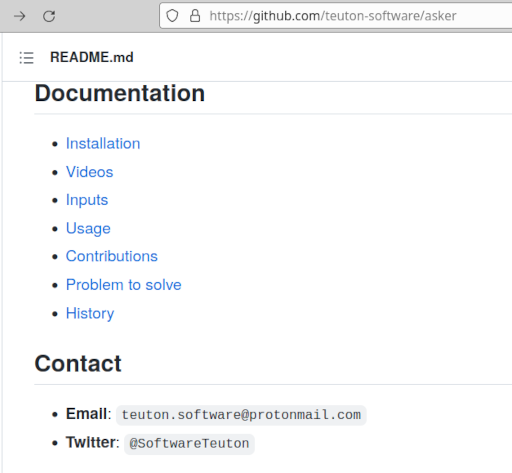 https://github.com/teuton-software/asker
README.md
Documentation
Installation
Videos
Inputs
Usage
Contributions
Problem to solve
History
Contact
Email: teuton.software@protonmail.com
Twitter: @SoftwareTeuton